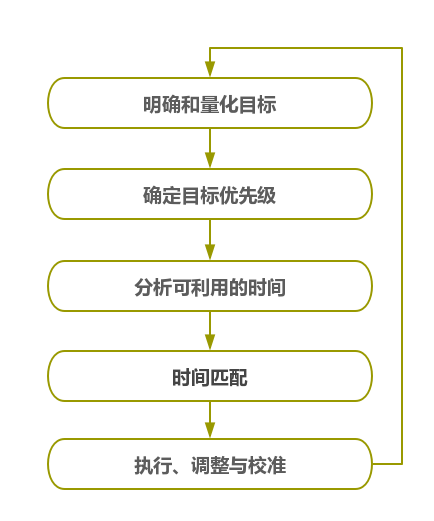 明确和量化目标
确定目标优先级
分析可利用的时间
时间匹配
执行、调整与校准